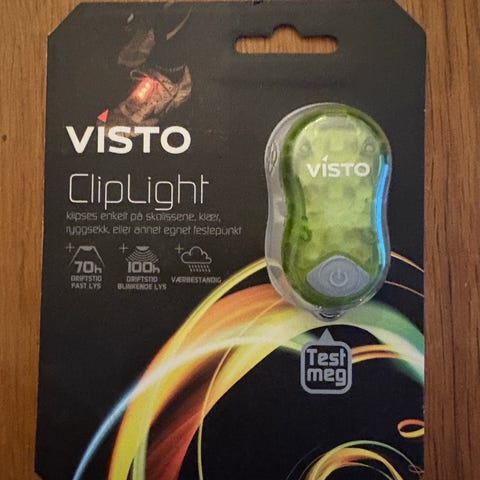 VISTO
ClipLight
klipses enkelt på skolissene, klær,
ryggsekk, eller annet egnet festepunkt
70h
DRIFTSTID
FAST LYS
100h
DRIFTSTID
BLINKENDE LYS
VÆRBESTANDIG
VISTO
Test
meg